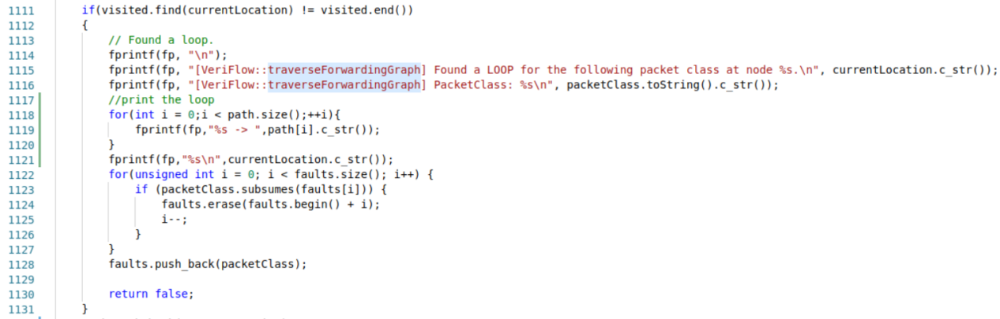 1111 if(visited.find(currentLocation) != visited.end())
1112 {
1113 // Found a loop.
1114 fprintf(fp, "\n");
1115 fprintf(fp, "[VeriFlow::traverseForwardingGraph] Found a LOOP for the following packet class at node %s.\n", currentLocation.c_str());
1116 fprintf(fp, "[VeriFlow::traverseForwardingGraph] PacketClass: %s\n", packetClass.toString().c_str());
1117 //print the loop
1118 for(int i = 0;i < path.size();++i){
1119 fprintf(fp,"%s -> ",path[i].c_str());
1120 }
1121 fprintf(fp,"%s\n",currentLocation.c_str());
1122 for(unsigned int i = 0; i < faults.size(); i++) {
1123 if (packetClass.subsumes(faults[i])) {
1124 faults.erase(faults.begin() + i);
1125 i--;
1126 }
1127 }
1128 faults.push_back(packetClass);
1129
1130 return false;
1131 }